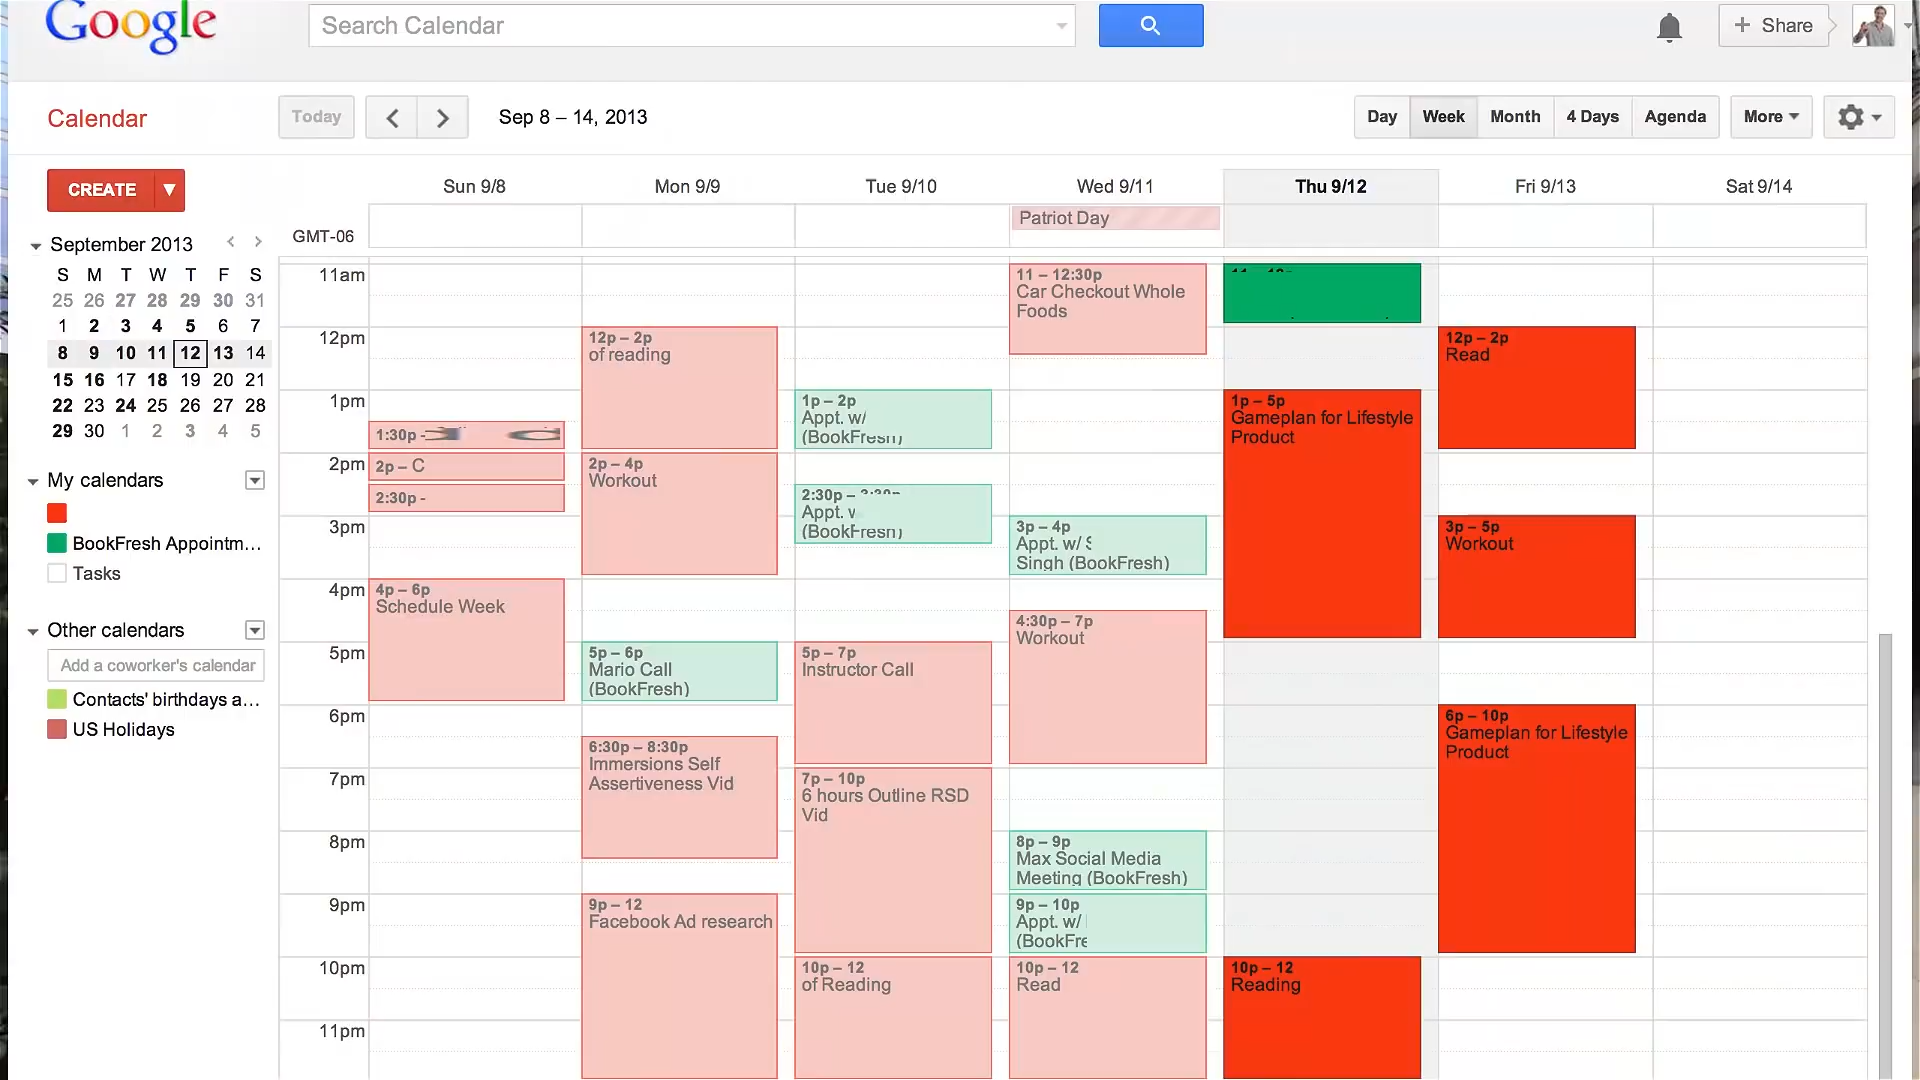 Google
Search Calendar
+ Share
Calendar
Today
Sep 8 – 14, 2013
Day
Week
Month
4 Days
Agenda
More
CREATE
September 2013
S M T W T F S
25 26 27 28 29 30 31
1 2 3 4 5 6 7
8 9 10 11 12 13 14
15 16 17 18 19 20 21
22 23 24 25 26 27 28
29 30 1 2 3 4 5
My calendars
BookFresh Appointm...
Tasks
Other calendars
Add a coworker's calendar
Contacts' birthdays a...
US Holidays
GMT-06
Sun 9/8
Mon 9/9
Tue 9/10
Wed 9/11
Thu 9/12
Fri 9/13
Sat 9/14
Patriot Day
11am
12pm
1pm
2pm
3pm
4pm
5pm
6pm
7pm
8pm
9pm
10pm
11pm
1:30p -
2p – C
2:30p -
4p – 6p
Schedule Week
12p – 2p
of reading
2p – 4p
Workout
5p – 6p
Mario Call
(BookFresh)
6:30p – 8:30p
Immersions Self
Assertiveness Vid
9p – 12
Facebook Ad research
1p – 2p
Appt. w/
(BookFresh)
2:30p –
Appt.
(BookFresh)
5p – 7p
Instructor Call
7p – 10p
6 hours Outline RSD
Vid
10p – 12
of Reading
11 – 12:30p
Car Checkout Whole
Foods
3p – 4p
Appt. w/ S
Singh (BookFresh)
4:30p – 7p
Workout
8p – 9p
Max Social Media
Meeting (BookFresh)
9p – 10p
Appt. w/
(BookFre
10p – 12
Read
1p – 5p
Gameplan for Lifestyle
Product
10p – 12
Reading
12p – 2p
Read
3p – 5p
Workout
6p – 10p
Gameplan for Lifestyle
Product